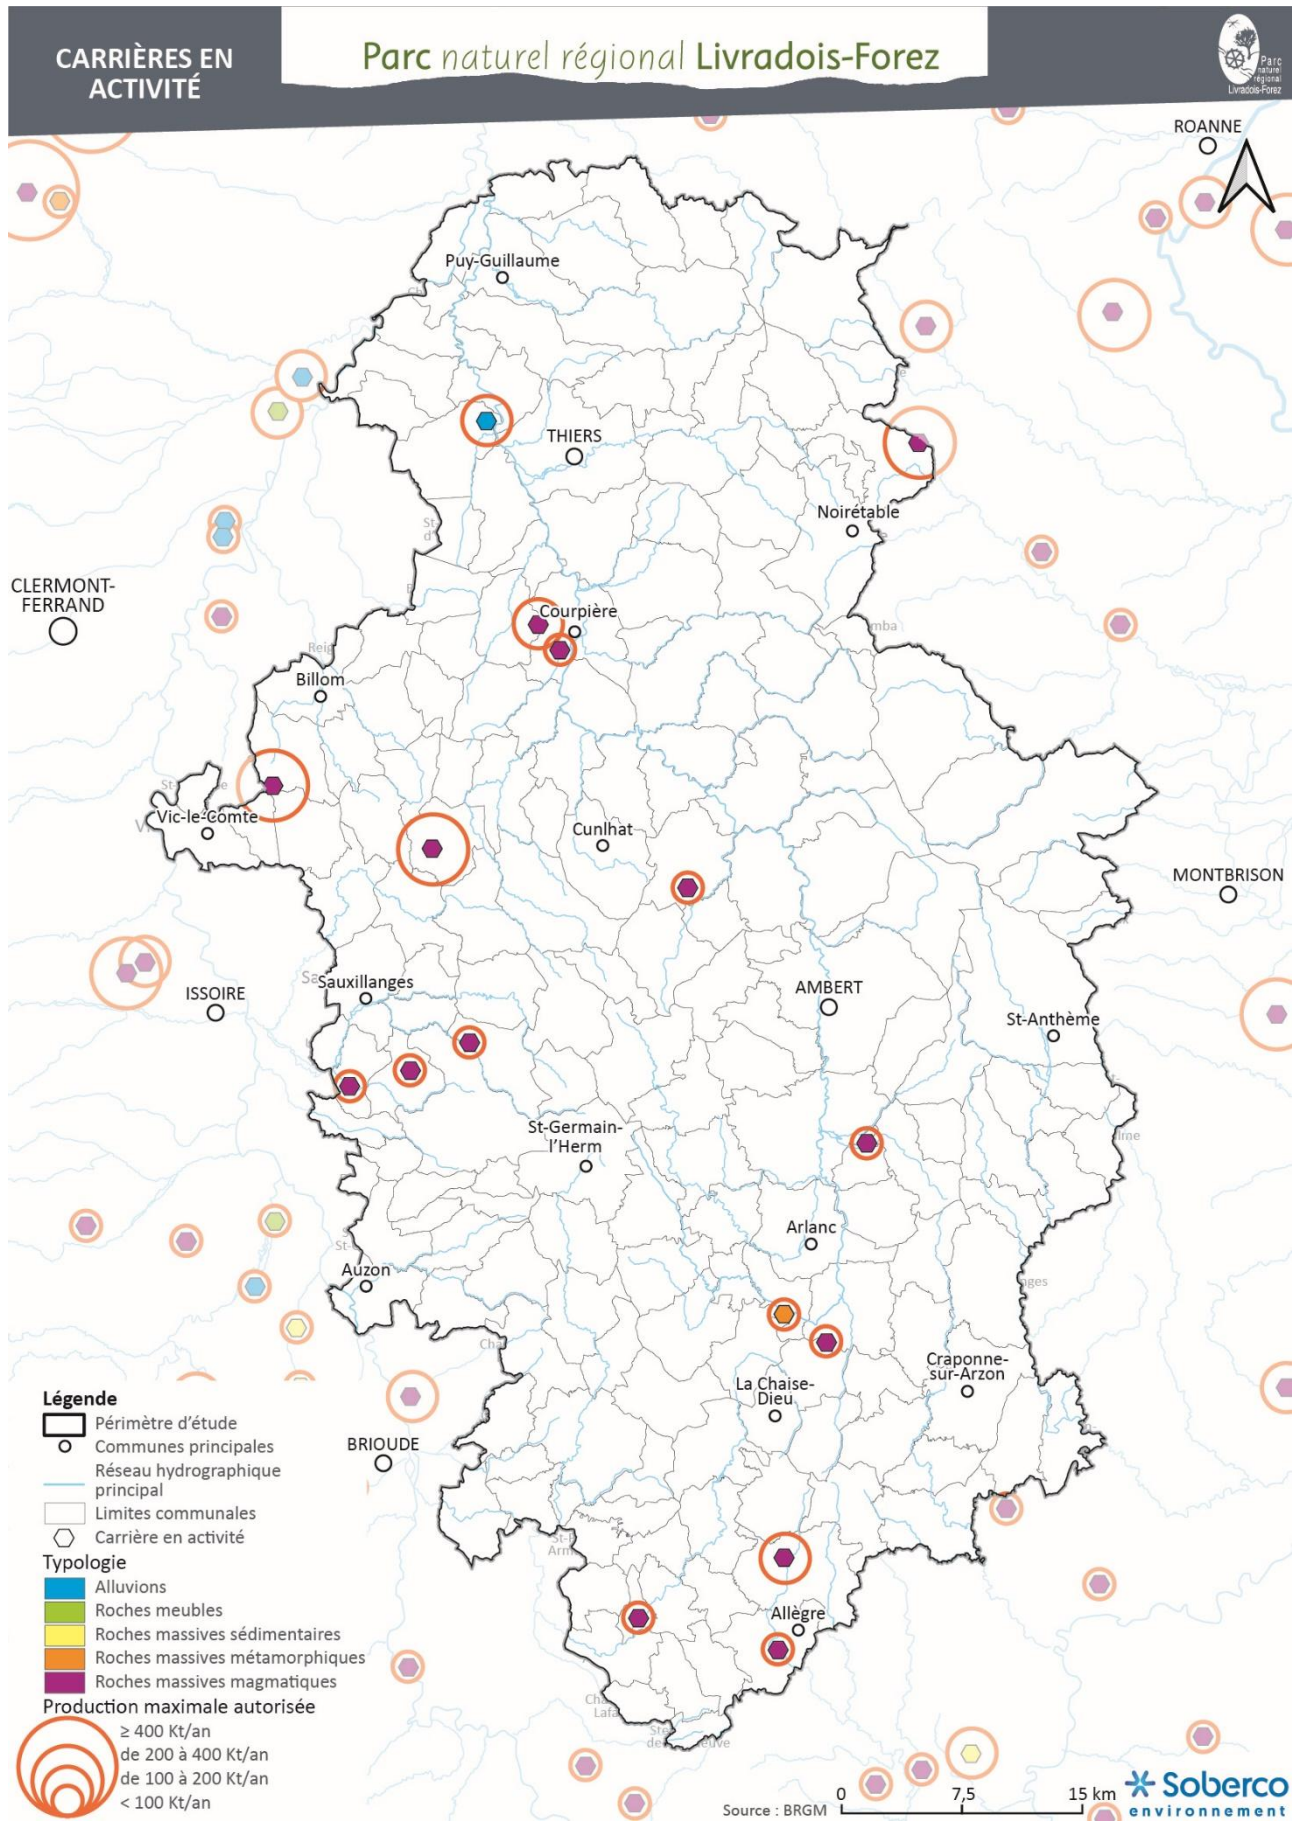 CARRIÈRES EN
ACTIVITÉ
Parc naturel régional Livradois-Forez
Parc
naturel
régional
Livradois-Forez
ROANNE
Puy-Guillaume
THIERS
Noirétable
CLERMONT-
FERRAND
Courpière
Billom
Vic-le-Comte
Cunlhat
MONTBRISON
Sauxillanges
ISSOIRE
AMBERT
St-Anthème
St-Germain-
l'Herm
Arlanc
Auzon
Craponne-
sur-Arzon
La Chaise-
Dieu
BRIOUDE
Allègre
Légende
Périmètre d'étude
Communes principales
Réseau hydrographique
principal
Limites communales
Carrière en activité
Typologie
Alluvions
Roches meubles
Roches massives sédimentaires
Roches massives métamorphiques
Roches massives magmatiques
Production maximale autorisée
≥ 400 Kt/an
de 200 à 400 Kt/an
de 100 à 200 Kt/an
< 100 Kt/an
Source : BRGM
0 7,5 15 km
Soberco
environnement